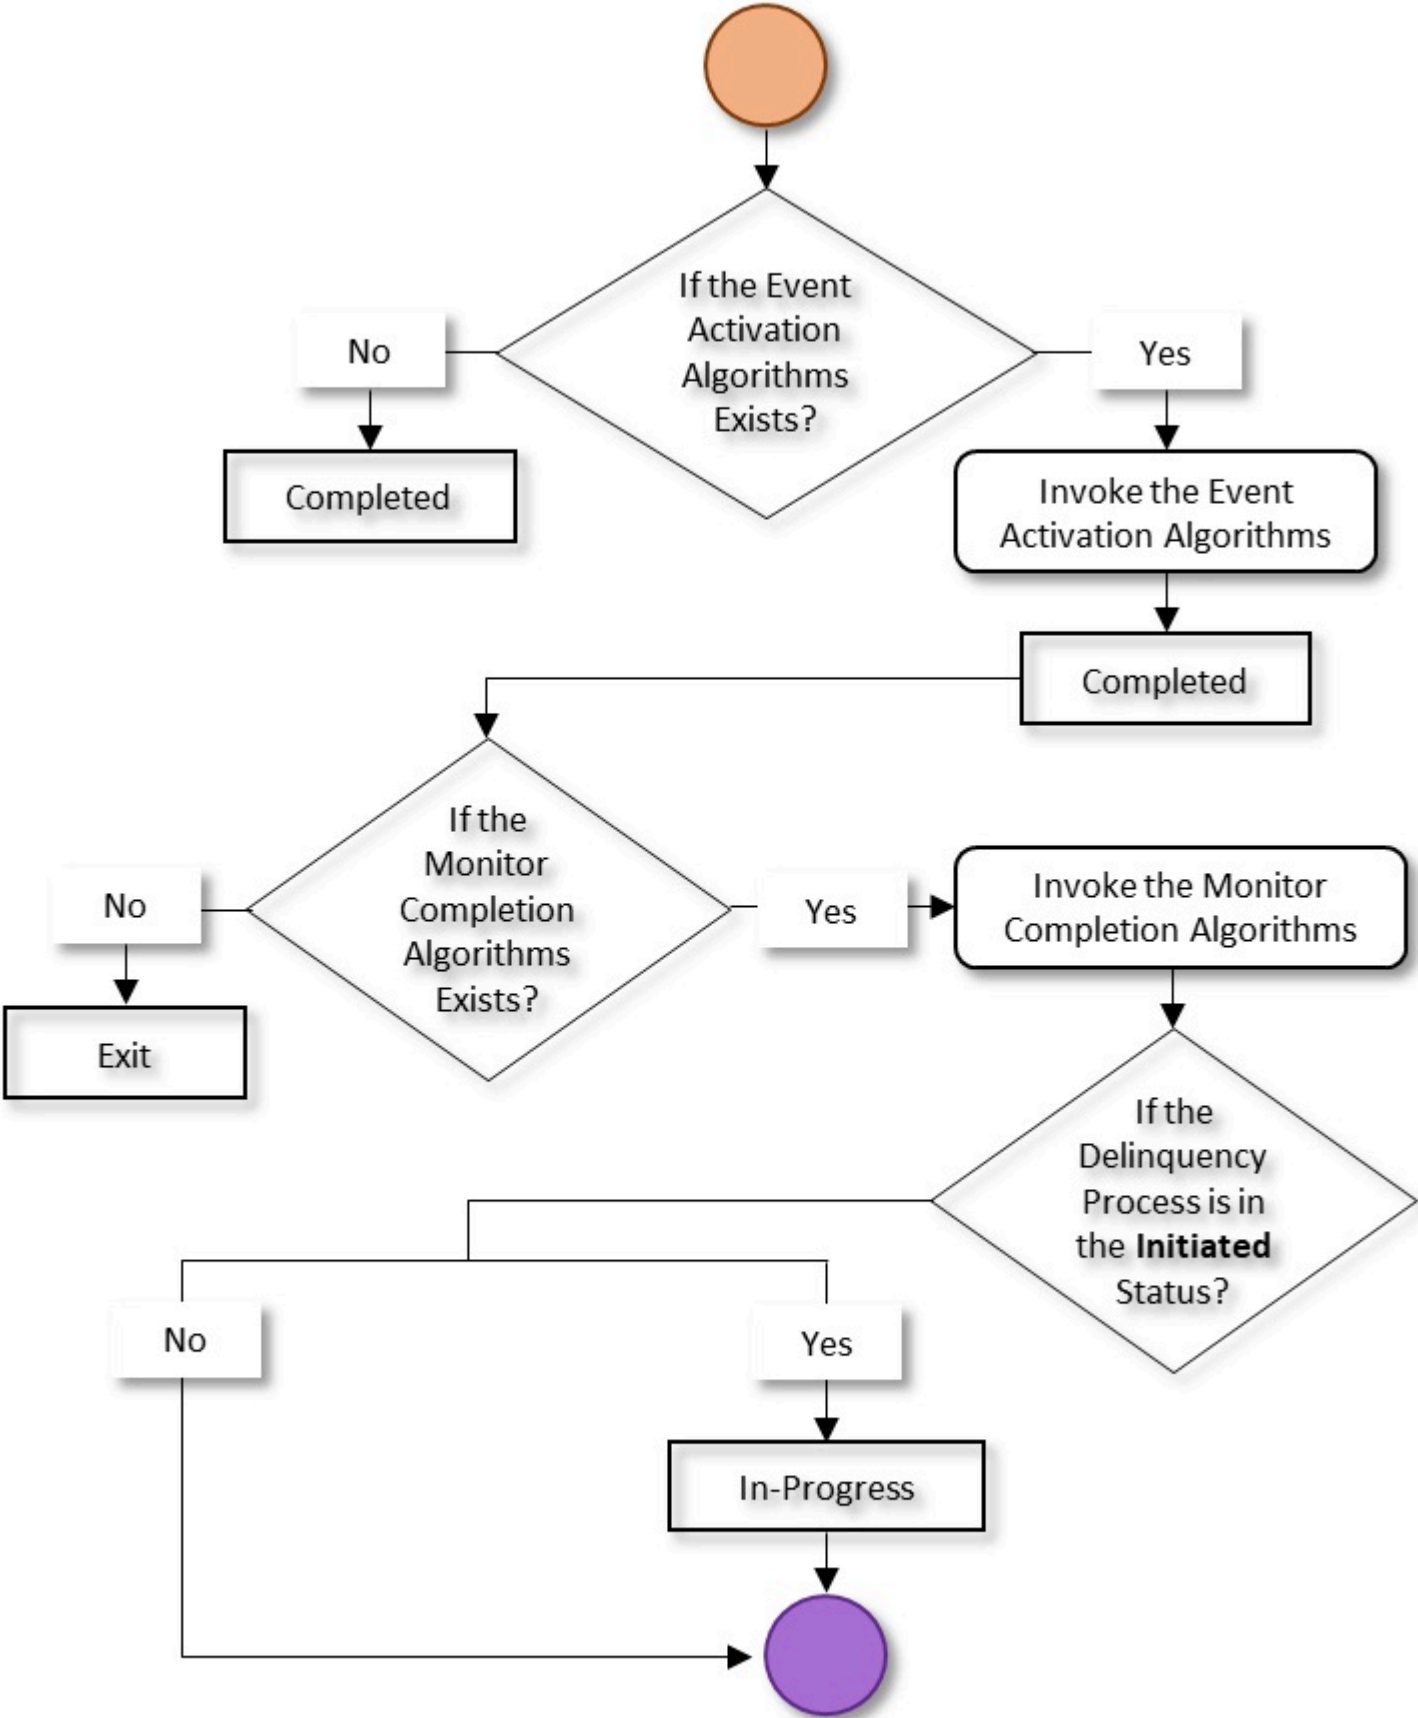 If the Event
Activation
Algorithms
Exists?
No
Yes
Completed
Invoke the Event
Activation Algorithms
Completed
If the
Monitor
Completion
Algorithms
Exists?
No
Yes
Invoke the Monitor
Completion Algorithms
Exit
If the
Delinquency
Process is in
the Initiated
Status?
No
Yes
In-Progress